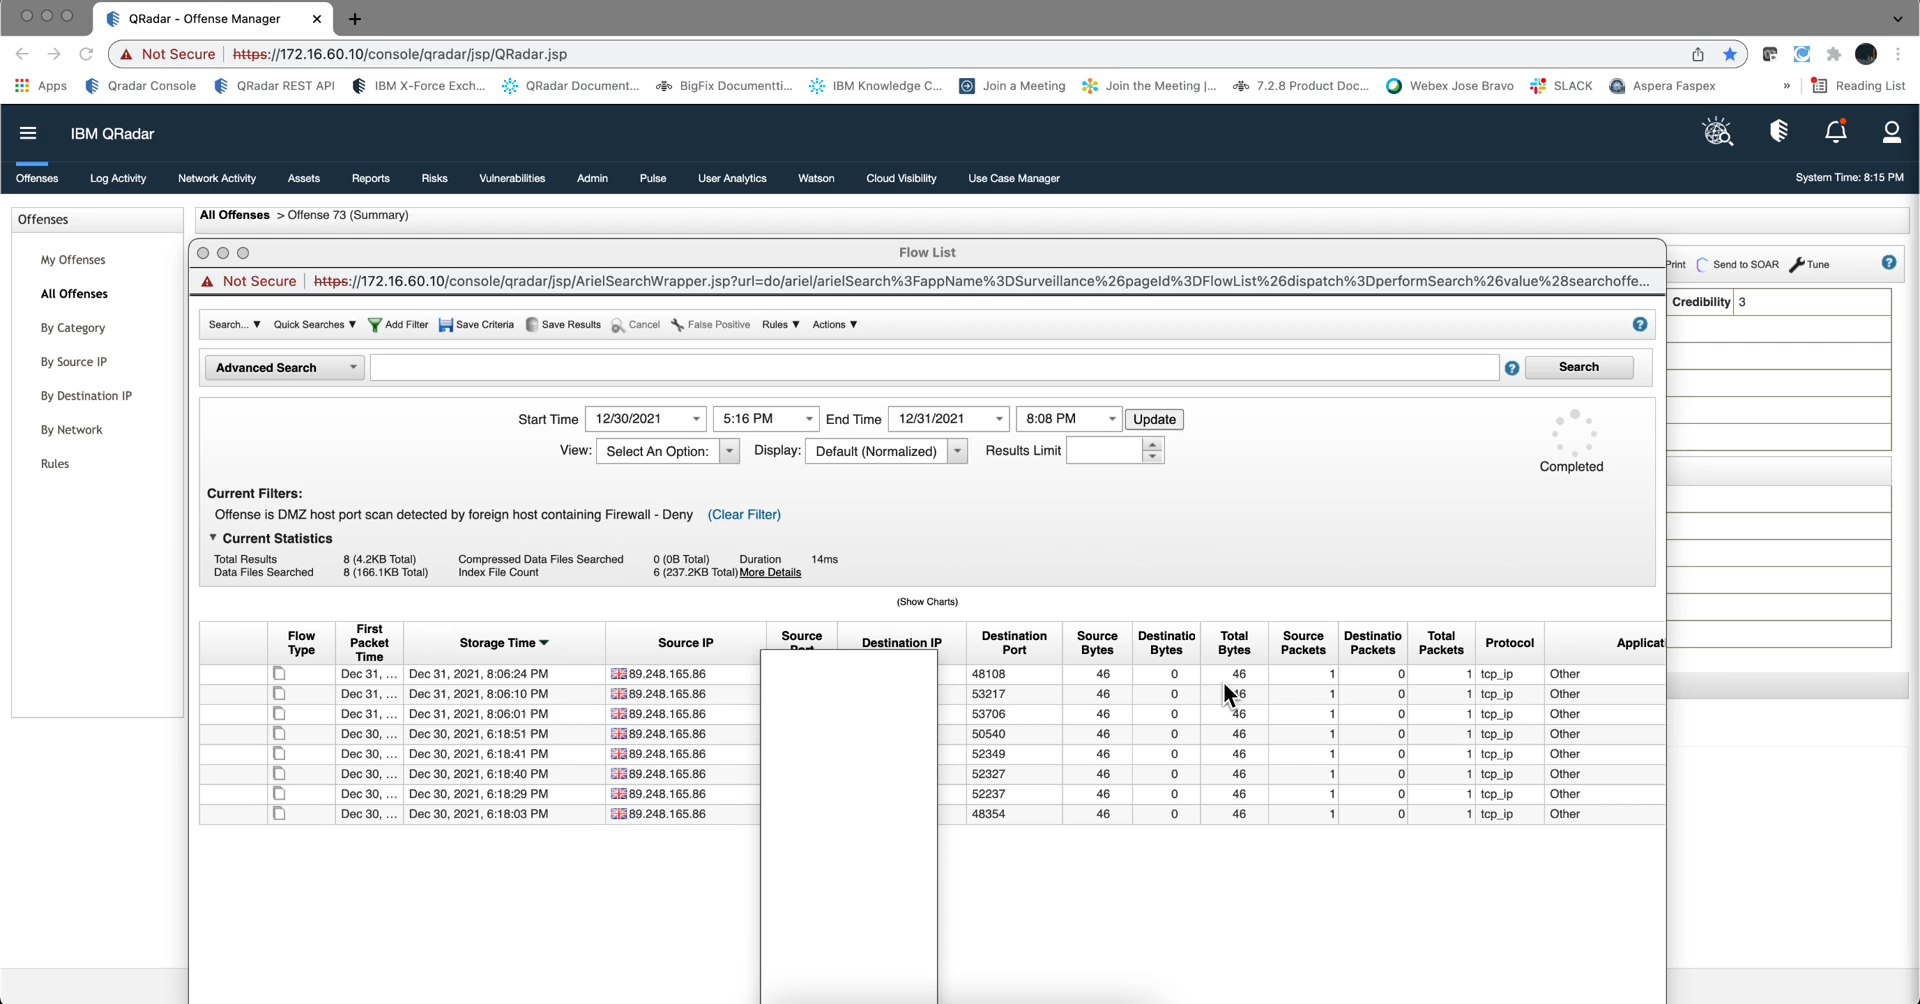 QRadar - Offense Manager
Not Secure https://172.16.60.10/console/qradar/jsp/QRadar.jsp
Apps Qradar Console QRadar REST API IBM X-Force Exch... QRadar Document... BigFix Documentti... IBM Knowledge C... Join a Meeting Join the Meeting |... 7.2.8 Product Doc... Webex Jose Bravo SLACK Aspera Faspex » Reading List
IBM QRadar
Offenses Log Activity Network Activity Assets Reports Risks Vulnerabilities Admin Pulse User Analytics Watson Cloud Visibility Use Case Manager System Time: 8:15 PM
Offenses
My Offenses
All Offenses
By Category
By Source IP
By Destination IP
By Network
Rules
All Offenses > Offense 73 (Summary)
Print Send to SOAR Tune
Credibility 3
Flow List
Not Secure https://172.16.60.10/console/qradar/jsp/ArielSearchWrapper.jsp?url=do/ariel/arielSearch%3FappName%3DSurveillance%26pageId%3DFlowList%26dispatch%3DperformSearch%26value%28searchoffe...
Search... Quick Searches Add Filter Save Criteria Save Results Cancel False Positive Rules Actions
Advanced Search Search
Start Time 12/30/2021 5:16 PM End Time 12/31/2021 8:08 PM Update
View: Select An Option: Display: Default (Normalized) Results Limit
Completed
Current Filters:
Offense is DMZ host port scan detected by foreign host containing Firewall - Deny (Clear Filter)
Current Statistics
Total Results 8 (4.2KB Total) Compressed Data Files Searched 0 (0B Total) Duration 14ms
Data Files Searched 8 (166.1KB Total) Index File Count 6 (237.2KB Total) More Details
(Show Charts)
Flow Type First Packet Time Storage Time Source IP Source Port Destination IP Destination Port Source Bytes Destinatio Bytes Total Bytes Source Packets Destinatio Packets Total Packets Protocol Applicati
Dec 31, ... Dec 31, 2021, 8:06:24 PM 89.248.165.86 48108 46 0 46 1 0 1 tcp_ip Other
Dec 31, ... Dec 31, 2021, 8:06:10 PM 89.248.165.86 53217 46 0 46 1 0 1 tcp_ip Other
Dec 31, ... Dec 31, 2021, 8:06:01 PM 89.248.165.86 53706 46 0 46 1 0 1 tcp_ip Other
Dec 30, ... Dec 30, 2021, 6:18:51 PM 89.248.165.86 50540 46 0 46 1 0 1 tcp_ip Other
Dec 30, ... Dec 30, 2021, 6:18:41 PM 89.248.165.86 52349 46 0 46 1 0 1 tcp_ip Other
Dec 30, ... Dec 30, 2021, 6:18:40 PM 89.248.165.86 52327 46 0 46 1 0 1 tcp_ip Other
Dec 30, ... Dec 30, 2021, 6:18:29 PM 89.248.165.86 52237 46 0 46 1 0 1 tcp_ip Other
Dec 30, ... Dec 30, 2021, 6:18:03 PM 89.248.165.86 48354 46 0 46 1 0 1 tcp_ip Other